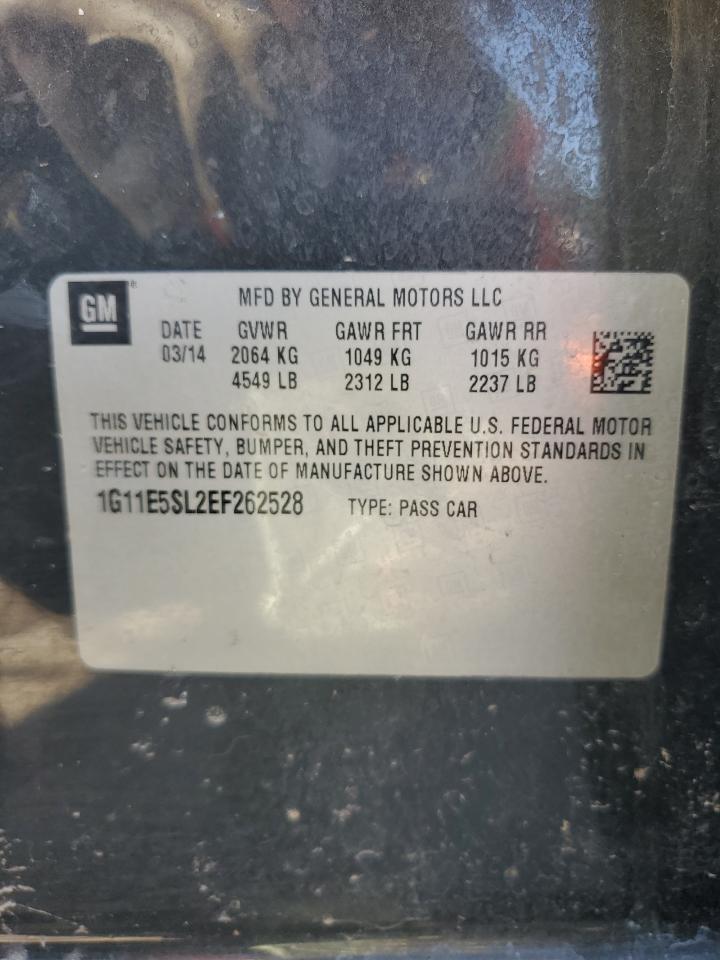 GM
MFD BY GENERAL MOTORS LLC
DATE GVWR GAWR FRT GAWR RR
03/14 2064 KG 1049 KG 1015 KG
4549 LB 2312 LB 2237 LB
THIS VEHICLE CONFORMS TO ALL APPLICABLE U.S. FEDERAL MOTOR
VEHICLE SAFETY, BUMPER, AND THEFT PREVENTION STANDARDS IN
EFFECT ON THE DATE OF MANUFACTURE SHOWN ABOVE.
1G11E5SL2EF262528 TYPE: PASS CAR